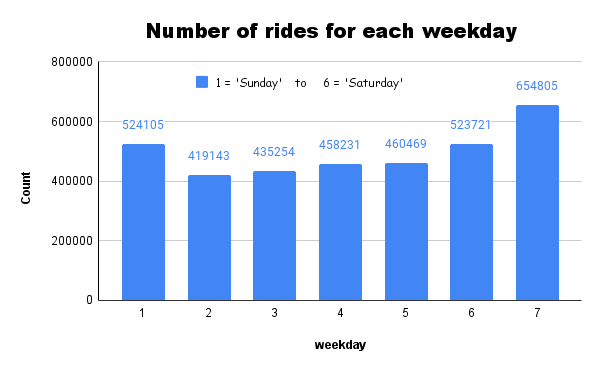 Number of rides for each weekday
800000
1 = 'Sunday' to 6 = 'Saturday'
654805
600000
524105
523721
458231
460469
435254
419143
400000
Count
200000
0
1 2 3 4 5 6 7
weekday